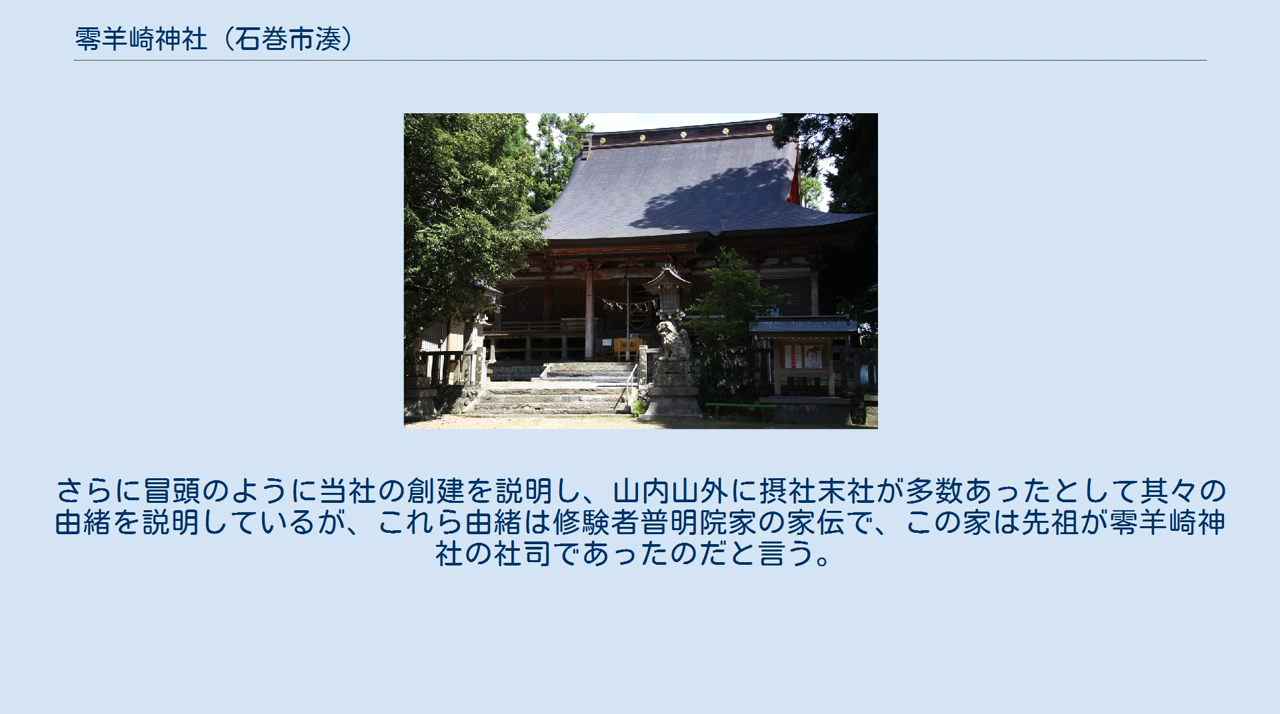 零羊崎神社（石巻市湊）
さらに冒頭のように当社の創建を説明し、山内山外に摂社末社が多数あったとして其々の
由緒を説明しているが、これら由緒は修験者普明院家の家伝で、この家は先祖が零羊崎神
社の社司であったのだと言う。